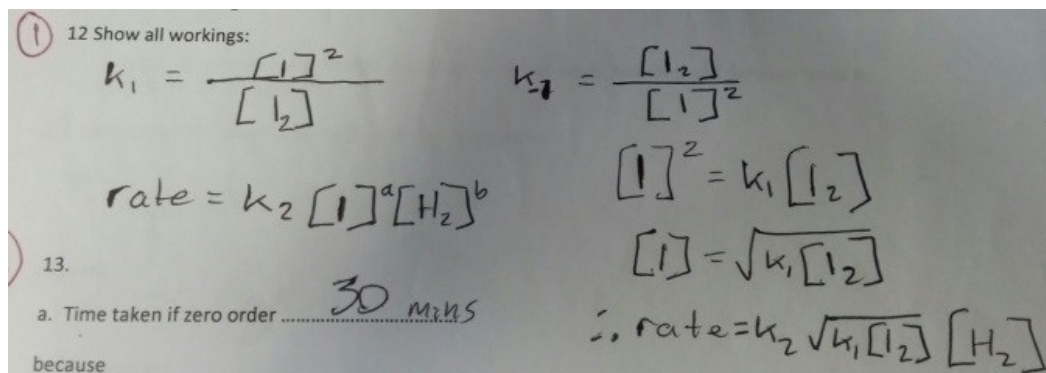 1 12 Show all workings:
k₁ = [I]² / [I₂]
k₋₁ = [I₂] / [I]²
rate = k₂ [I]ᵃ [H₂]ᵇ
[I]² = k₁ [I₂]
[I] = √k₁[I₂]
∴ rate = k₂ √k₁[I₂] [H₂]
13.
a. Time taken if zero order .......... 30 mins
because